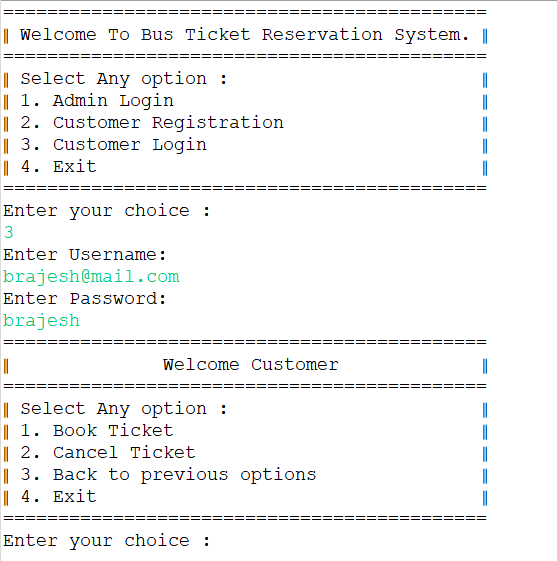 ============================================
‖ Welcome To Bus Ticket Reservation System. ‖
============================================
‖ Select Any option : ‖
‖ 1. Admin Login ‖
‖ 2. Customer Registration ‖
‖ 3. Customer Login ‖
‖ 4. Exit ‖
============================================
Enter your choice :
3
Enter Username:
brajesh@mail.com
Enter Password:
brajesh
============================================
‖ Welcome Customer ‖
============================================
‖ Select Any option : ‖
‖ 1. Book Ticket ‖
‖ 2. Cancel Ticket ‖
‖ 3. Back to previous options ‖
‖ 4. Exit ‖
============================================
Enter your choice :